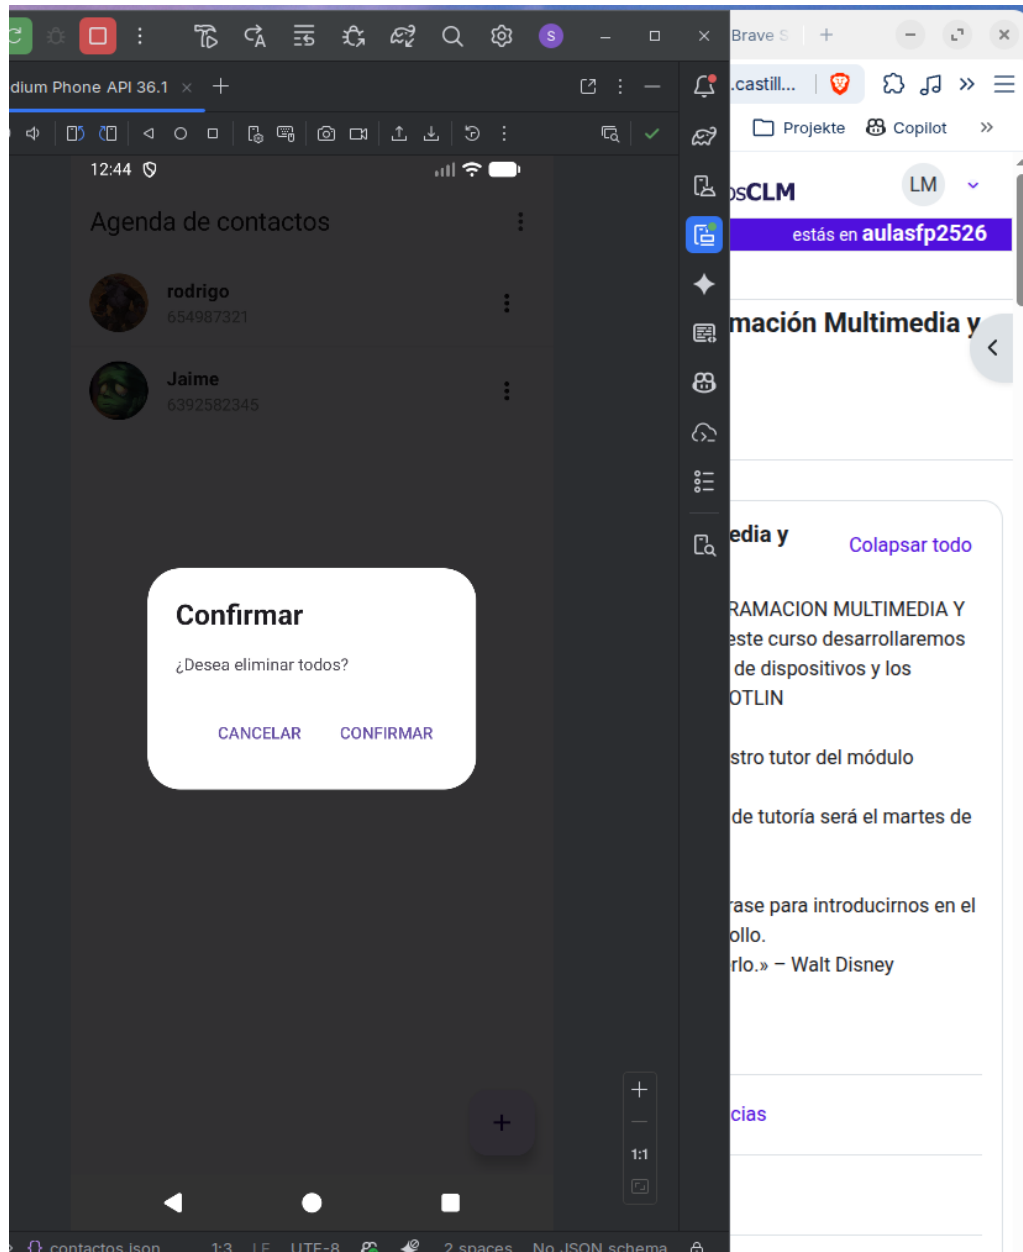 S
Brave S
dium Phone API 36.1
.castill...
Projekte
Copilot
12:44
Agenda de contactos
rodrigo
654987321
Jaime
6392582345
Confirmar
¿Desea eliminar todos?
CANCELAR CONFIRMAR
1:1
contactos.json 1:3 LF UTF-8 2 spaces No JSON schema
osCLM
LM
estás en aulasfp2526
mación Multimedia y
edia y
Colapsar todo
RAMACION MULTIMEDIA Y
este curso desarrollaremos
de dispositivos y los
OTLIN
stro tutor del módulo
de tutoría será el martes de
rase para introducirnos en el
ollo.
rlo.» – Walt Disney
cias